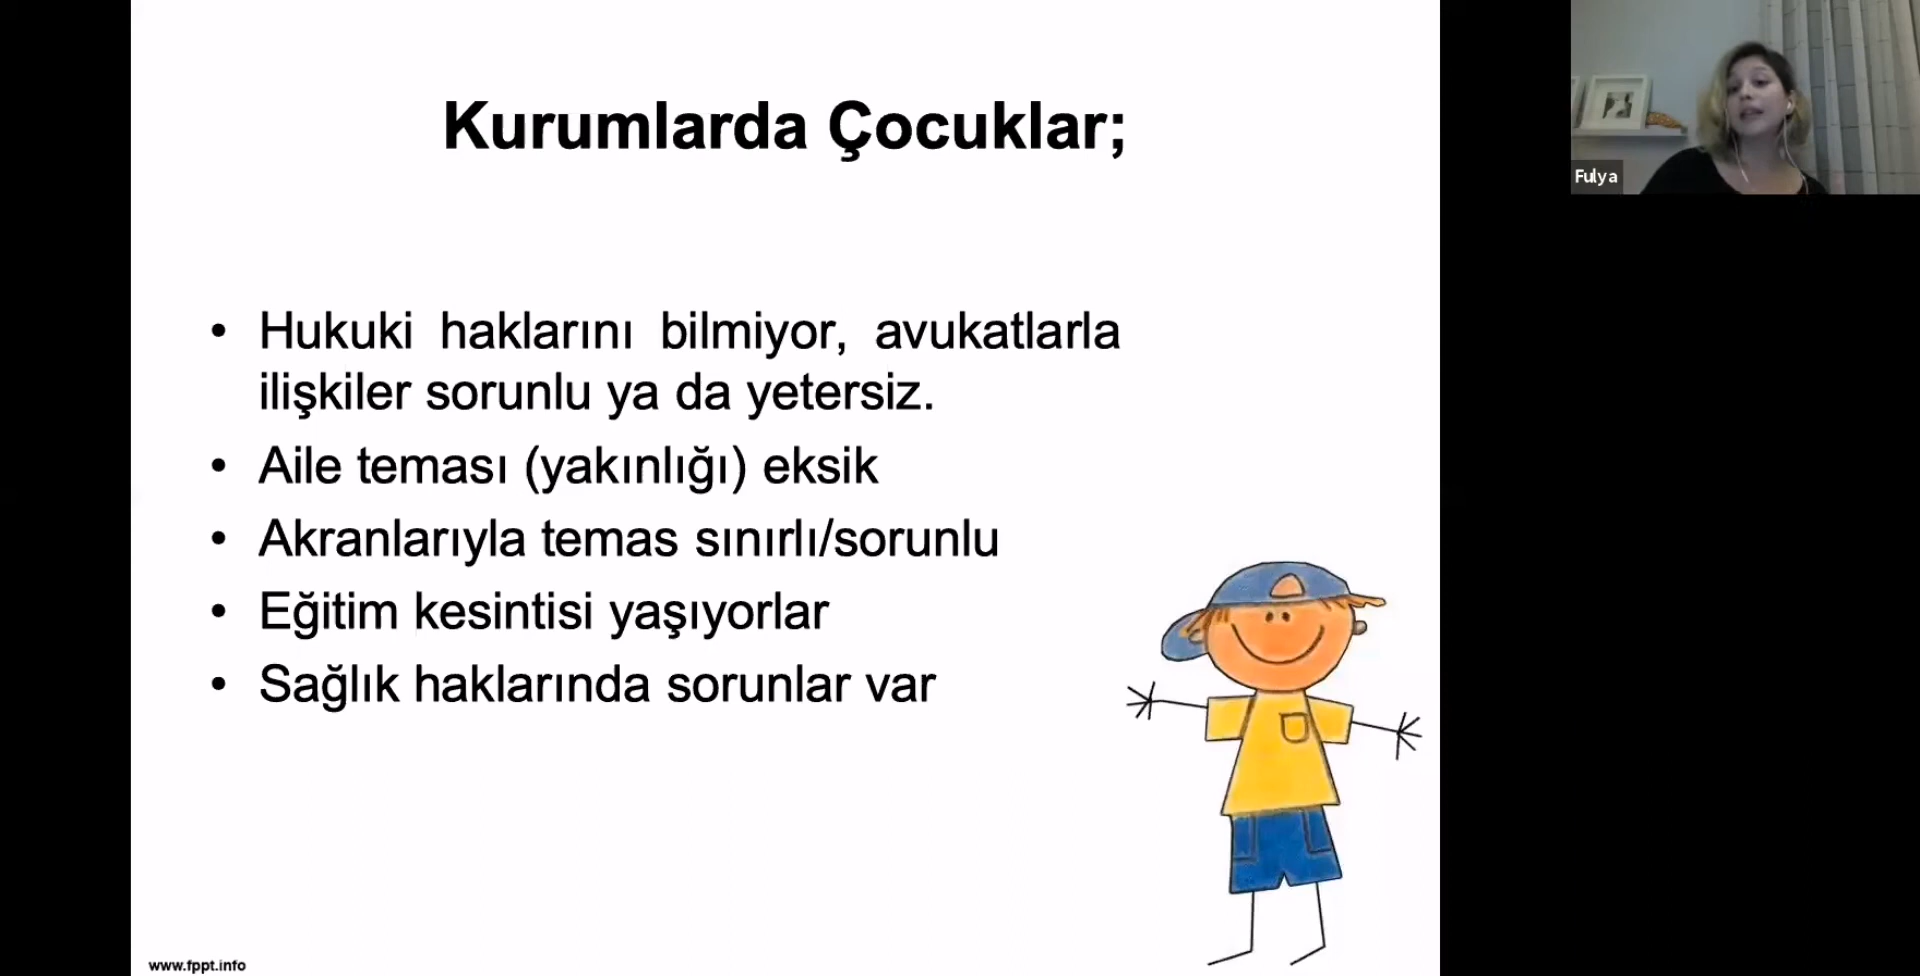 Kurumlarda Çocuklar;
Fulya
• Hukuki haklarını bilmiyor, avukatlarla
ilişkiler sorunlu ya da yetersiz.
• Aile teması (yakınlığı) eksik
• Akranlarıyla temas sınırlı/sorunlu
• Eğitim kesintisi yaşıyorlar
• Sağlık haklarında sorunlar var
www.fppt.info